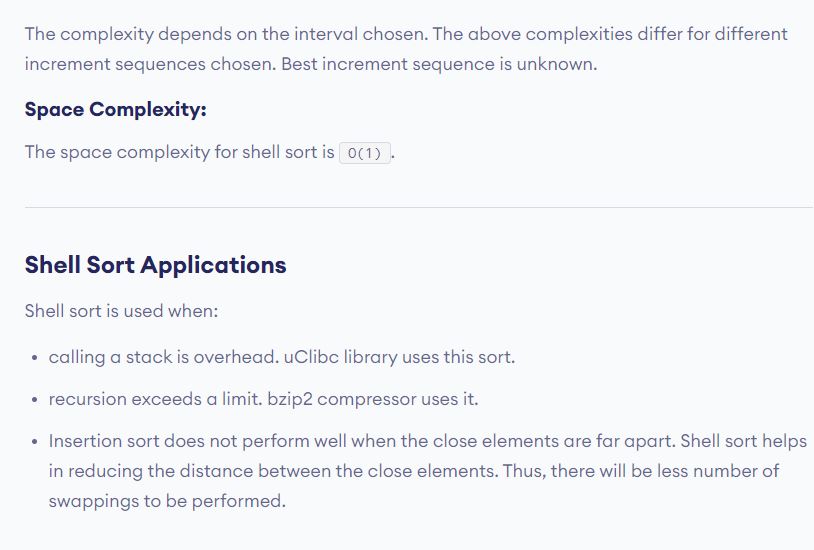 The complexity depends on the interval chosen. The above complexities differ for different
increment sequences chosen. Best increment sequence is unknown.
Space Complexity:
The space complexity for shell sort is O(1).
Shell Sort Applications
Shell sort is used when:
• calling a stack is overhead. uClibc library uses this sort.
• recursion exceeds a limit. bzip2 compressor uses it.
• Insertion sort does not perform well when the close elements are far apart. Shell sort helps
in reducing the distance between the close elements. Thus, there will be less number of
swappings to be performed.